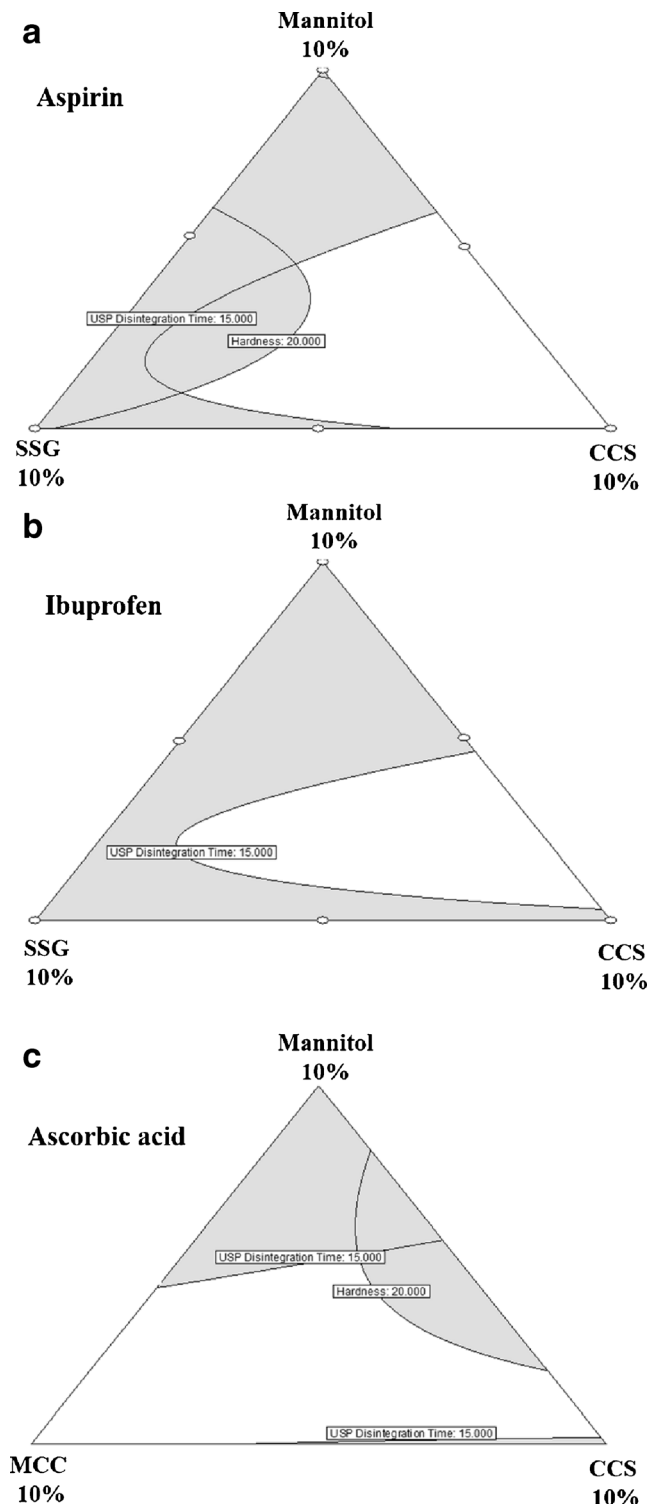 a
Mannitol
10%
Aspirin
USP Disintegration Time: 15.000
Hardness: 20.000
SSG
10%
CCS
10%
b
Mannitol
10%
Ibuprofen
USP Disintegration Time: 15.000
SSG
10%
CCS
10%
c
Mannitol
10%
Ascorbic acid
USP Disintegration Time: 15.000
Hardness: 20.000
USP Disintegration Time: 15.000
MCC
10%
CCS
10%